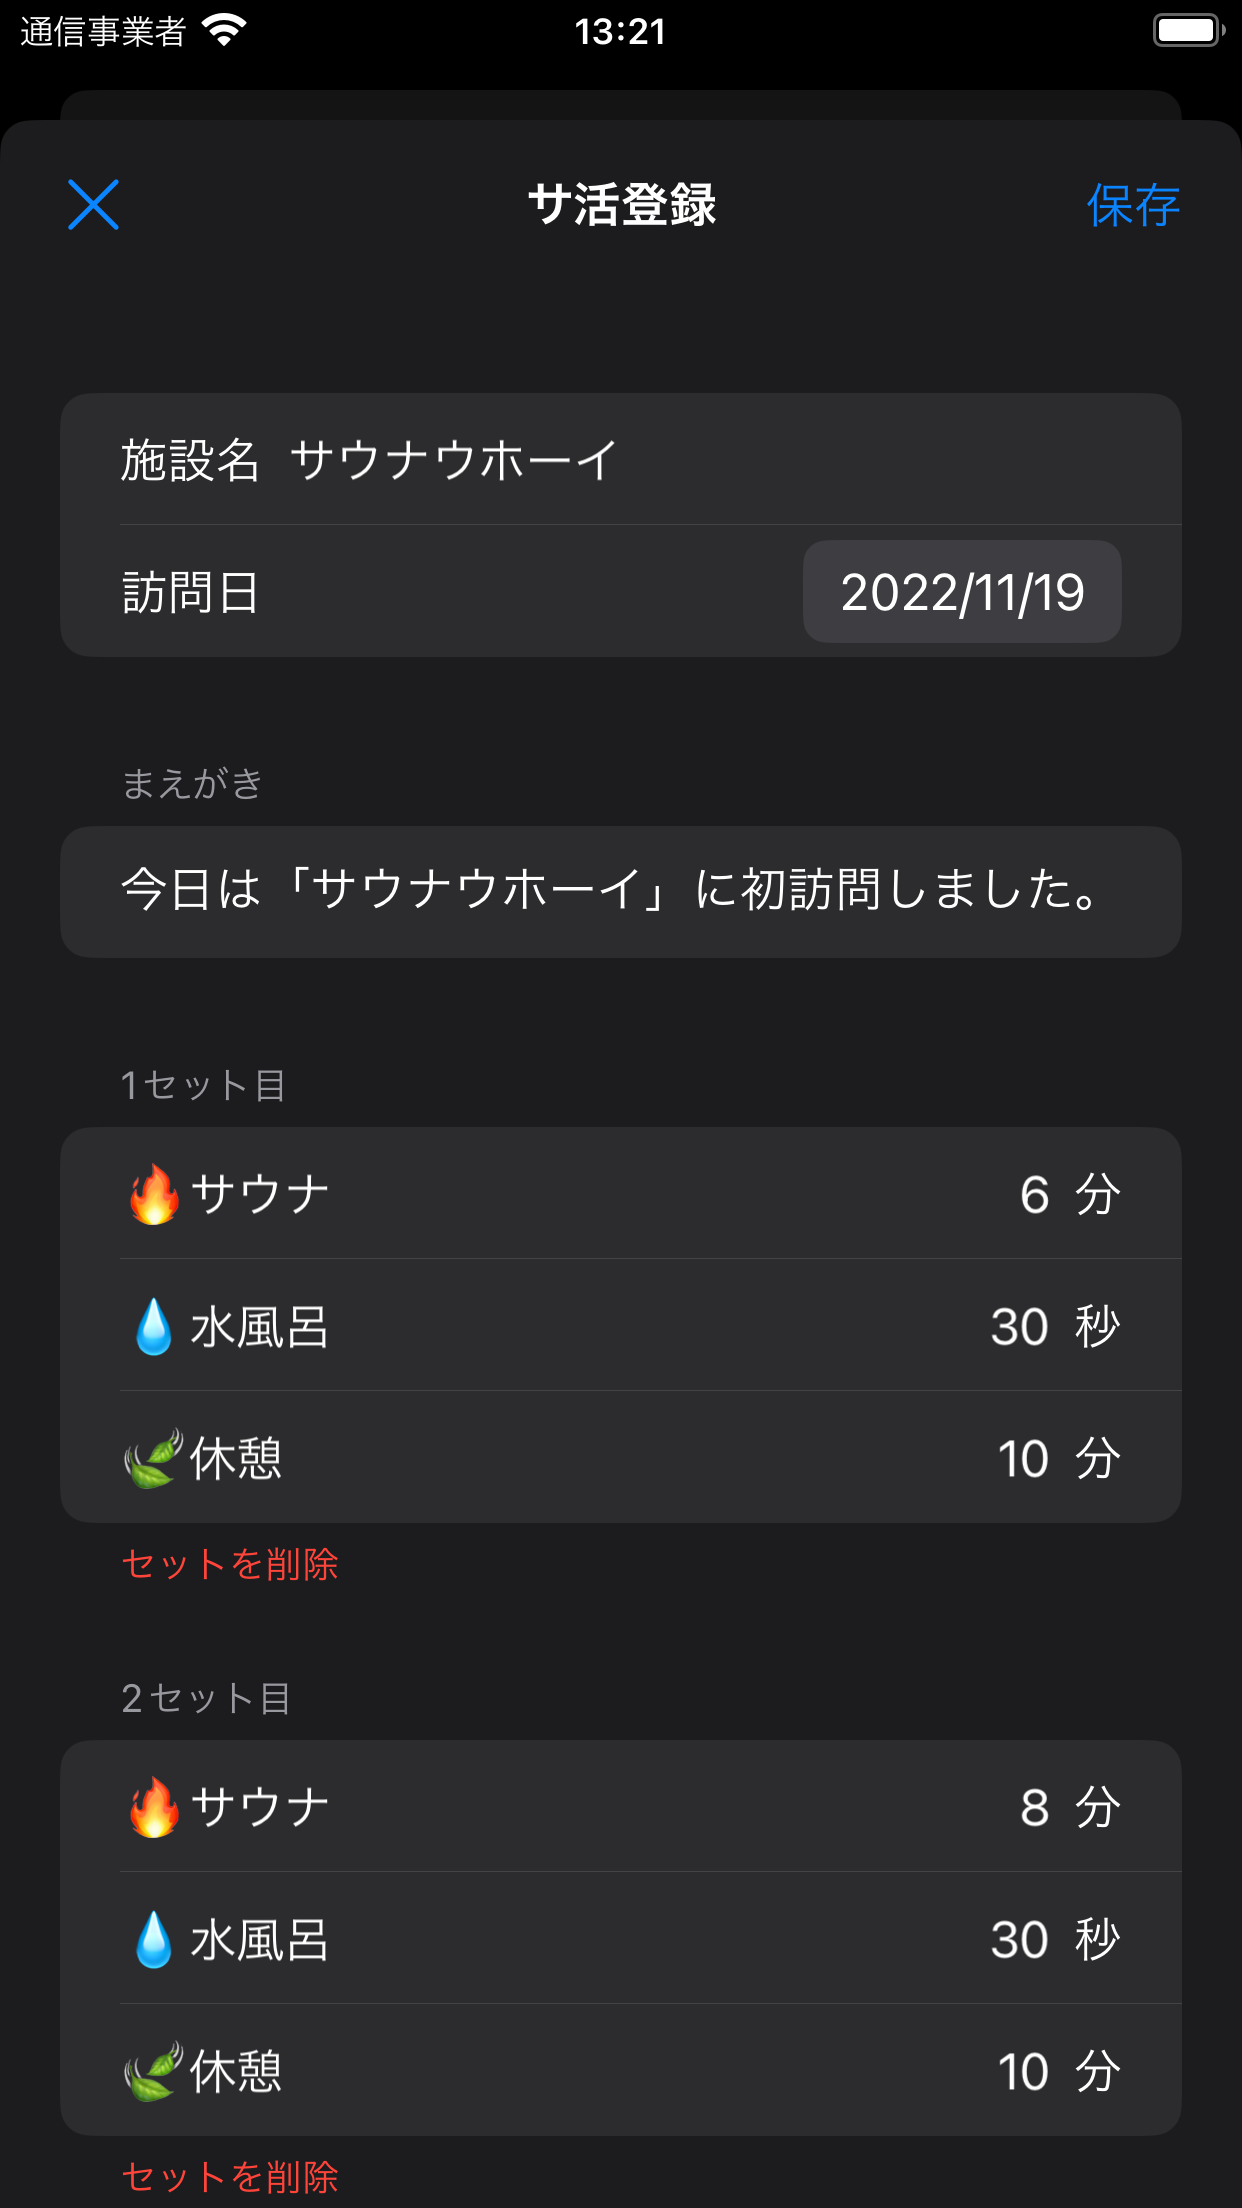 通信事業者 13:21
サ活登録 保存
施設名 サウナウホーイ
訪問日 2022/11/19
まえがき
今日は「サウナウホーイ」に初訪問しました。
1セット目
サウナ 6 分
水風呂 30 秒
休憩 10 分
セットを削除
2セット目
サウナ 8 分
水風呂 30 秒
休憩 10 分
セットを削除